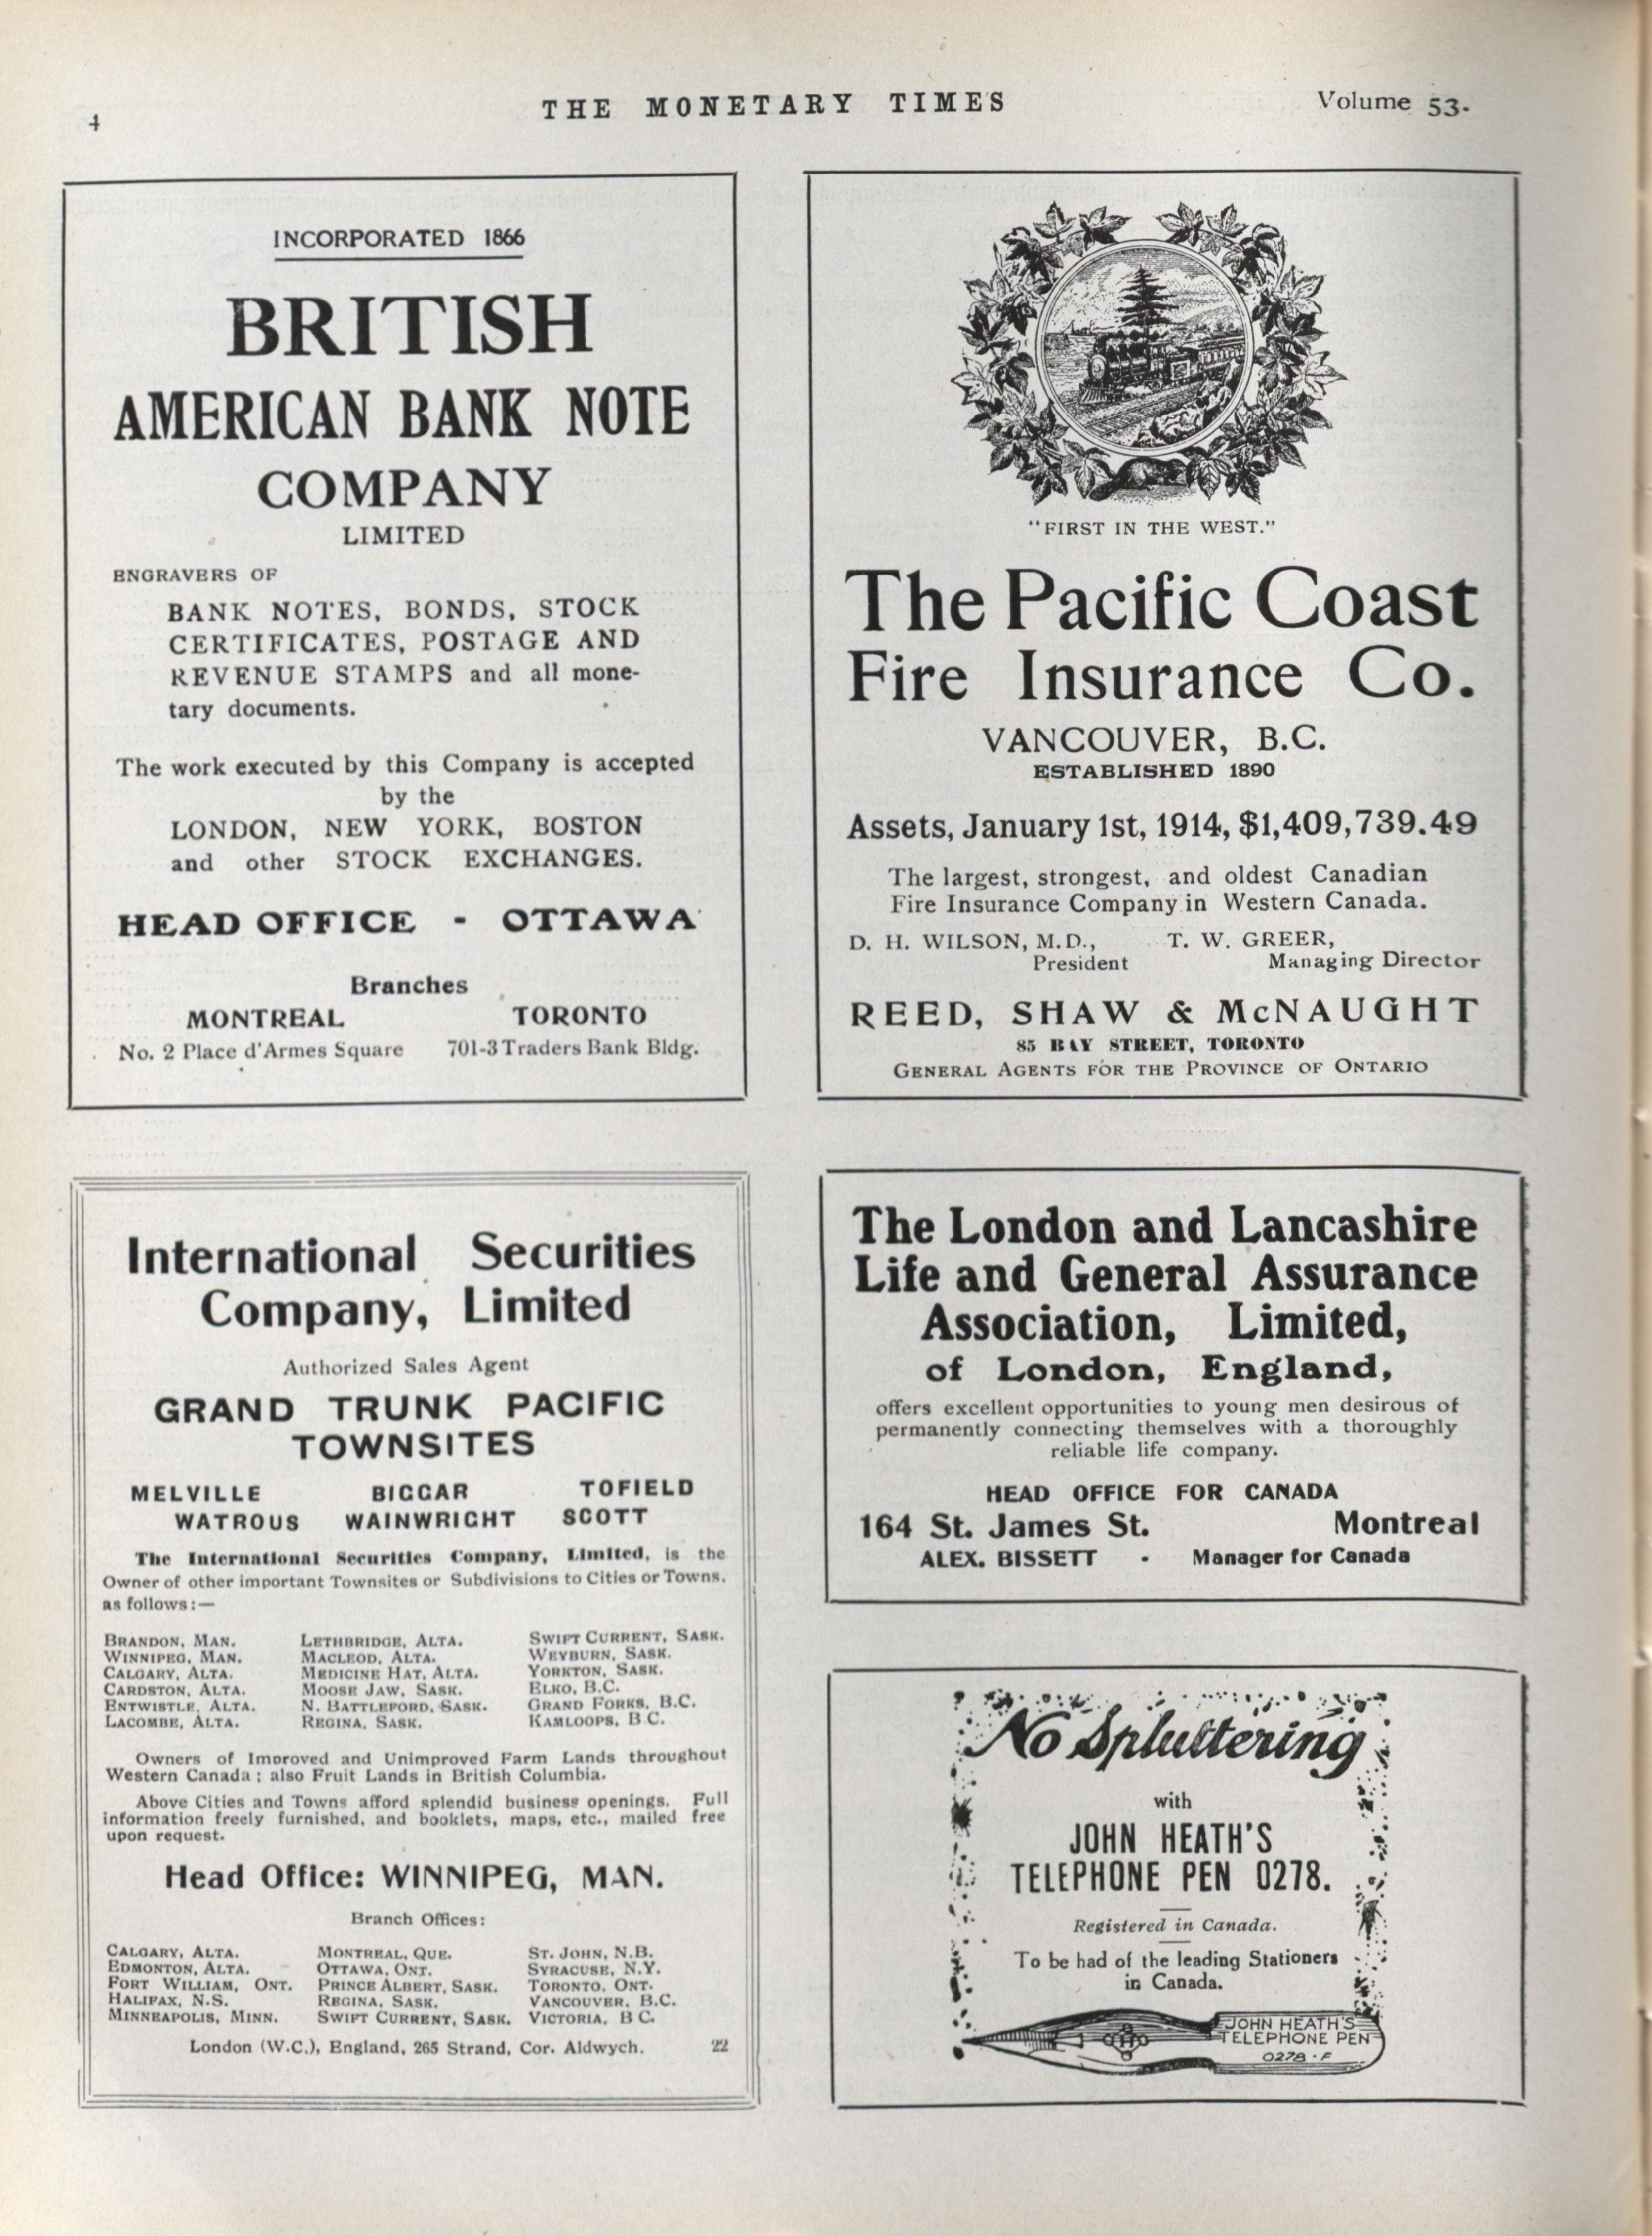 4
THE MONETARY TIMES
Volume 53.
INCORPORATED 1866
BRITISH
AMERICAN BANK NOTE
COMPANY
LIMITED
ENGRAVERS OF
BANK NOTES, BONDS, STOCK
CERTIFICATES, POSTAGE AND
REVENUE STAMPS and all mone-
tary documents.
The work executed by this Company is accepted
by the
LONDON, NEW YORK, BOSTON
and other STOCK EXCHANGES.
HEAD OFFICE - OTTAWA
Branches
MONTREAL TORONTO
No. 2 Place d'Armes Square 701-3 Traders Bank Bldg.
"FIRST IN THE WEST."
The Pacific Coast
Fire Insurance Co.
VANCOUVER, B.C.
ESTABLISHED 1890
Assets, January 1st, 1914, $1,409,739.49
The largest, strongest, and oldest Canadian
Fire Insurance Company in Western Canada.
D. H. WILSON, M.D., T. W. GREER,
President Managing Director
REED, SHAW & McNAUGHT
85 BAY STREET, TORONTO
GENERAL AGENTS FOR THE PROVINCE OF ONTARIO
International Securities
Company, Limited
Authorized Sales Agent
GRAND TRUNK PACIFIC
TOWNSITES
MELVILLE BIGGAR TOFIELD
WATROUS WAINWRIGHT SCOTT
The International Securities Company, Limited, is the
Owner of other important Townsites or Subdivisions to Cities or Towns,
as follows:—
BRANDON, MAN. LETHBRIDGE, ALTA. SWIFT CURRENT, SASK.
WINNIPEG, MAN. MACLEOD, ALTA. WEYBURN, SASK.
CALGARY, ALTA. MEDICINE HAT, ALTA. YORKTON, SASK.
CARDSTON, ALTA. MOOSE JAW, SASK. ELKO, B.C.
ENTWISTLE, ALTA. N. BATTLEFORD, SASK. GRAND FORKS, B.C.
LACOMBE, ALTA. REGINA, SASK. KAMLOOPS, B C.
Owners of Improved and Unimproved Farm Lands throughout
Western Canada; also Fruit Lands in British Columbia.
Above Cities and Towns afford splendid business openings. Full
information freely furnished, and booklets, maps, etc., mailed free
upon request.
Head Office: WINNIPEG, MAN.
Branch Offices:
CALGARY, ALTA. MONTREAL, QUE. ST. JOHN, N.B.
EDMONTON, ALTA. OTTAWA, ONT. SYRACUSE, N.Y.
FORT WILLIAM, ONT. PRINCE ALBERT, SASK. TORONTO, ONT.
HALIFAX, N.S. REGINA, SASK. VANCOUVER, B.C.
MINNEAPOLIS, MINN. SWIFT CURRENT, SASK. VICTORIA, B C.
London (W.C.), England, 265 Strand, Cor. Aldwych. 22
The London and Lancashire
Life and General Assurance
Association, Limited,
of London, England,
offers excellent opportunities to young men desirous of
permanently connecting themselves with a thoroughly
reliable life company.
HEAD OFFICE FOR CANADA
164 St. James St. Montreal
ALEX. BISSETT - Manager for Canada
No Spluttering
with
JOHN HEATH'S
TELEPHONE PEN 0278.
Registered in Canada.
To be had of the leading Stationers
in Canada.
JOHN HEATH'S
TELEPHONE PEN
0278 · F